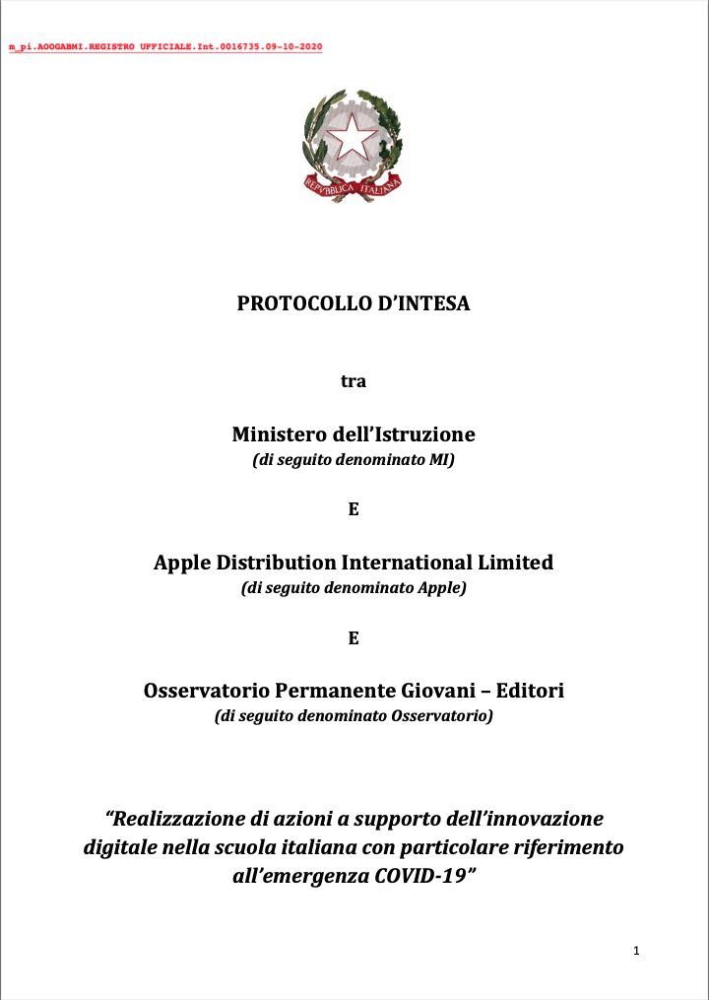 m_pi.AOOGABMI.REGISTRO UFFICIALE.Int.0016735.09-10-2020
REPVBBLICA ITALIANA
PROTOCOLLO D’INTESA
tra
Ministero dell’Istruzione
(di seguito denominato MI)
E
Apple Distribution International Limited
(di seguito denominato Apple)
E
Osservatorio Permanente Giovani – Editori
(di seguito denominato Osservatorio)
“Realizzazione di azioni a supporto dell’innovazione
digitale nella scuola italiana con particolare riferimento
all’emergenza COVID-19”
1